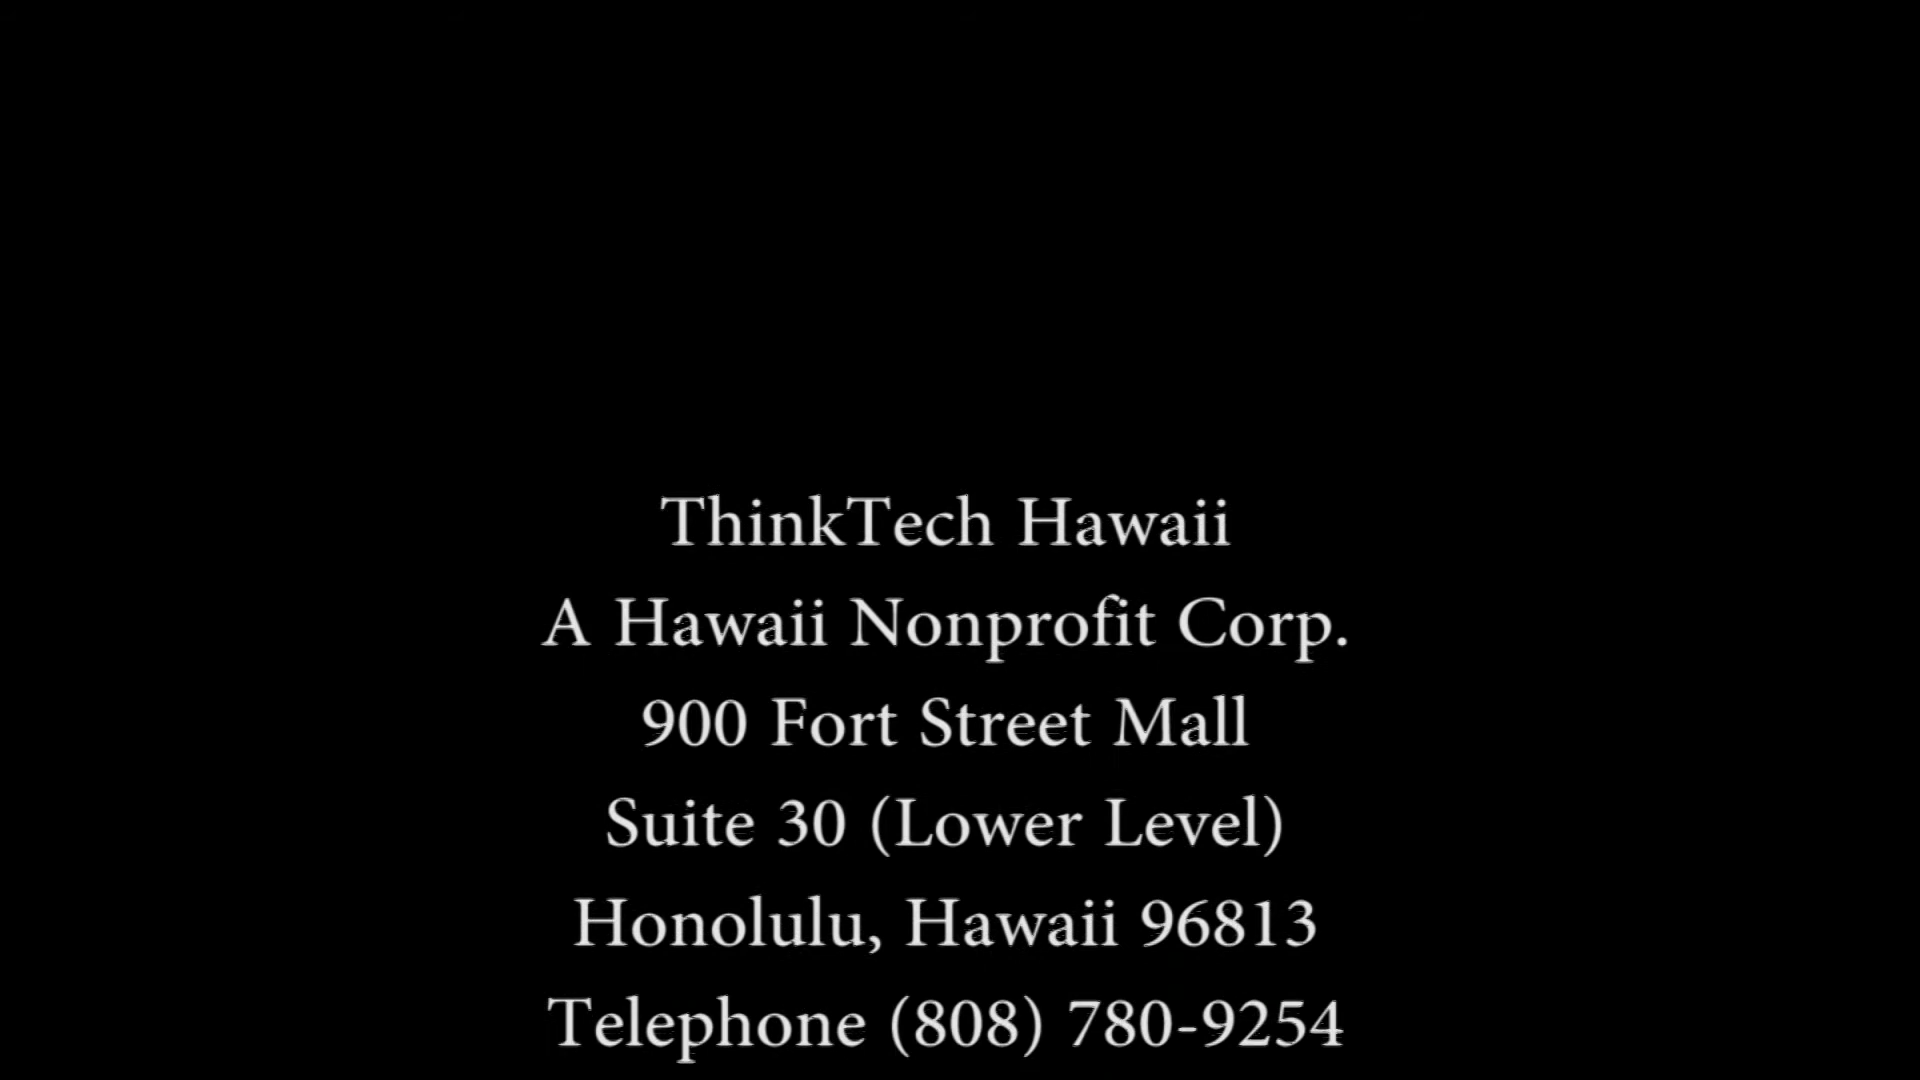 ThinkTech Hawaii
A Hawaii Nonprofit Corp.
900 Fort Street Mall
Suite 30 (Lower Level)
Honolulu, Hawaii 96813
Telephone (808) 780-9254